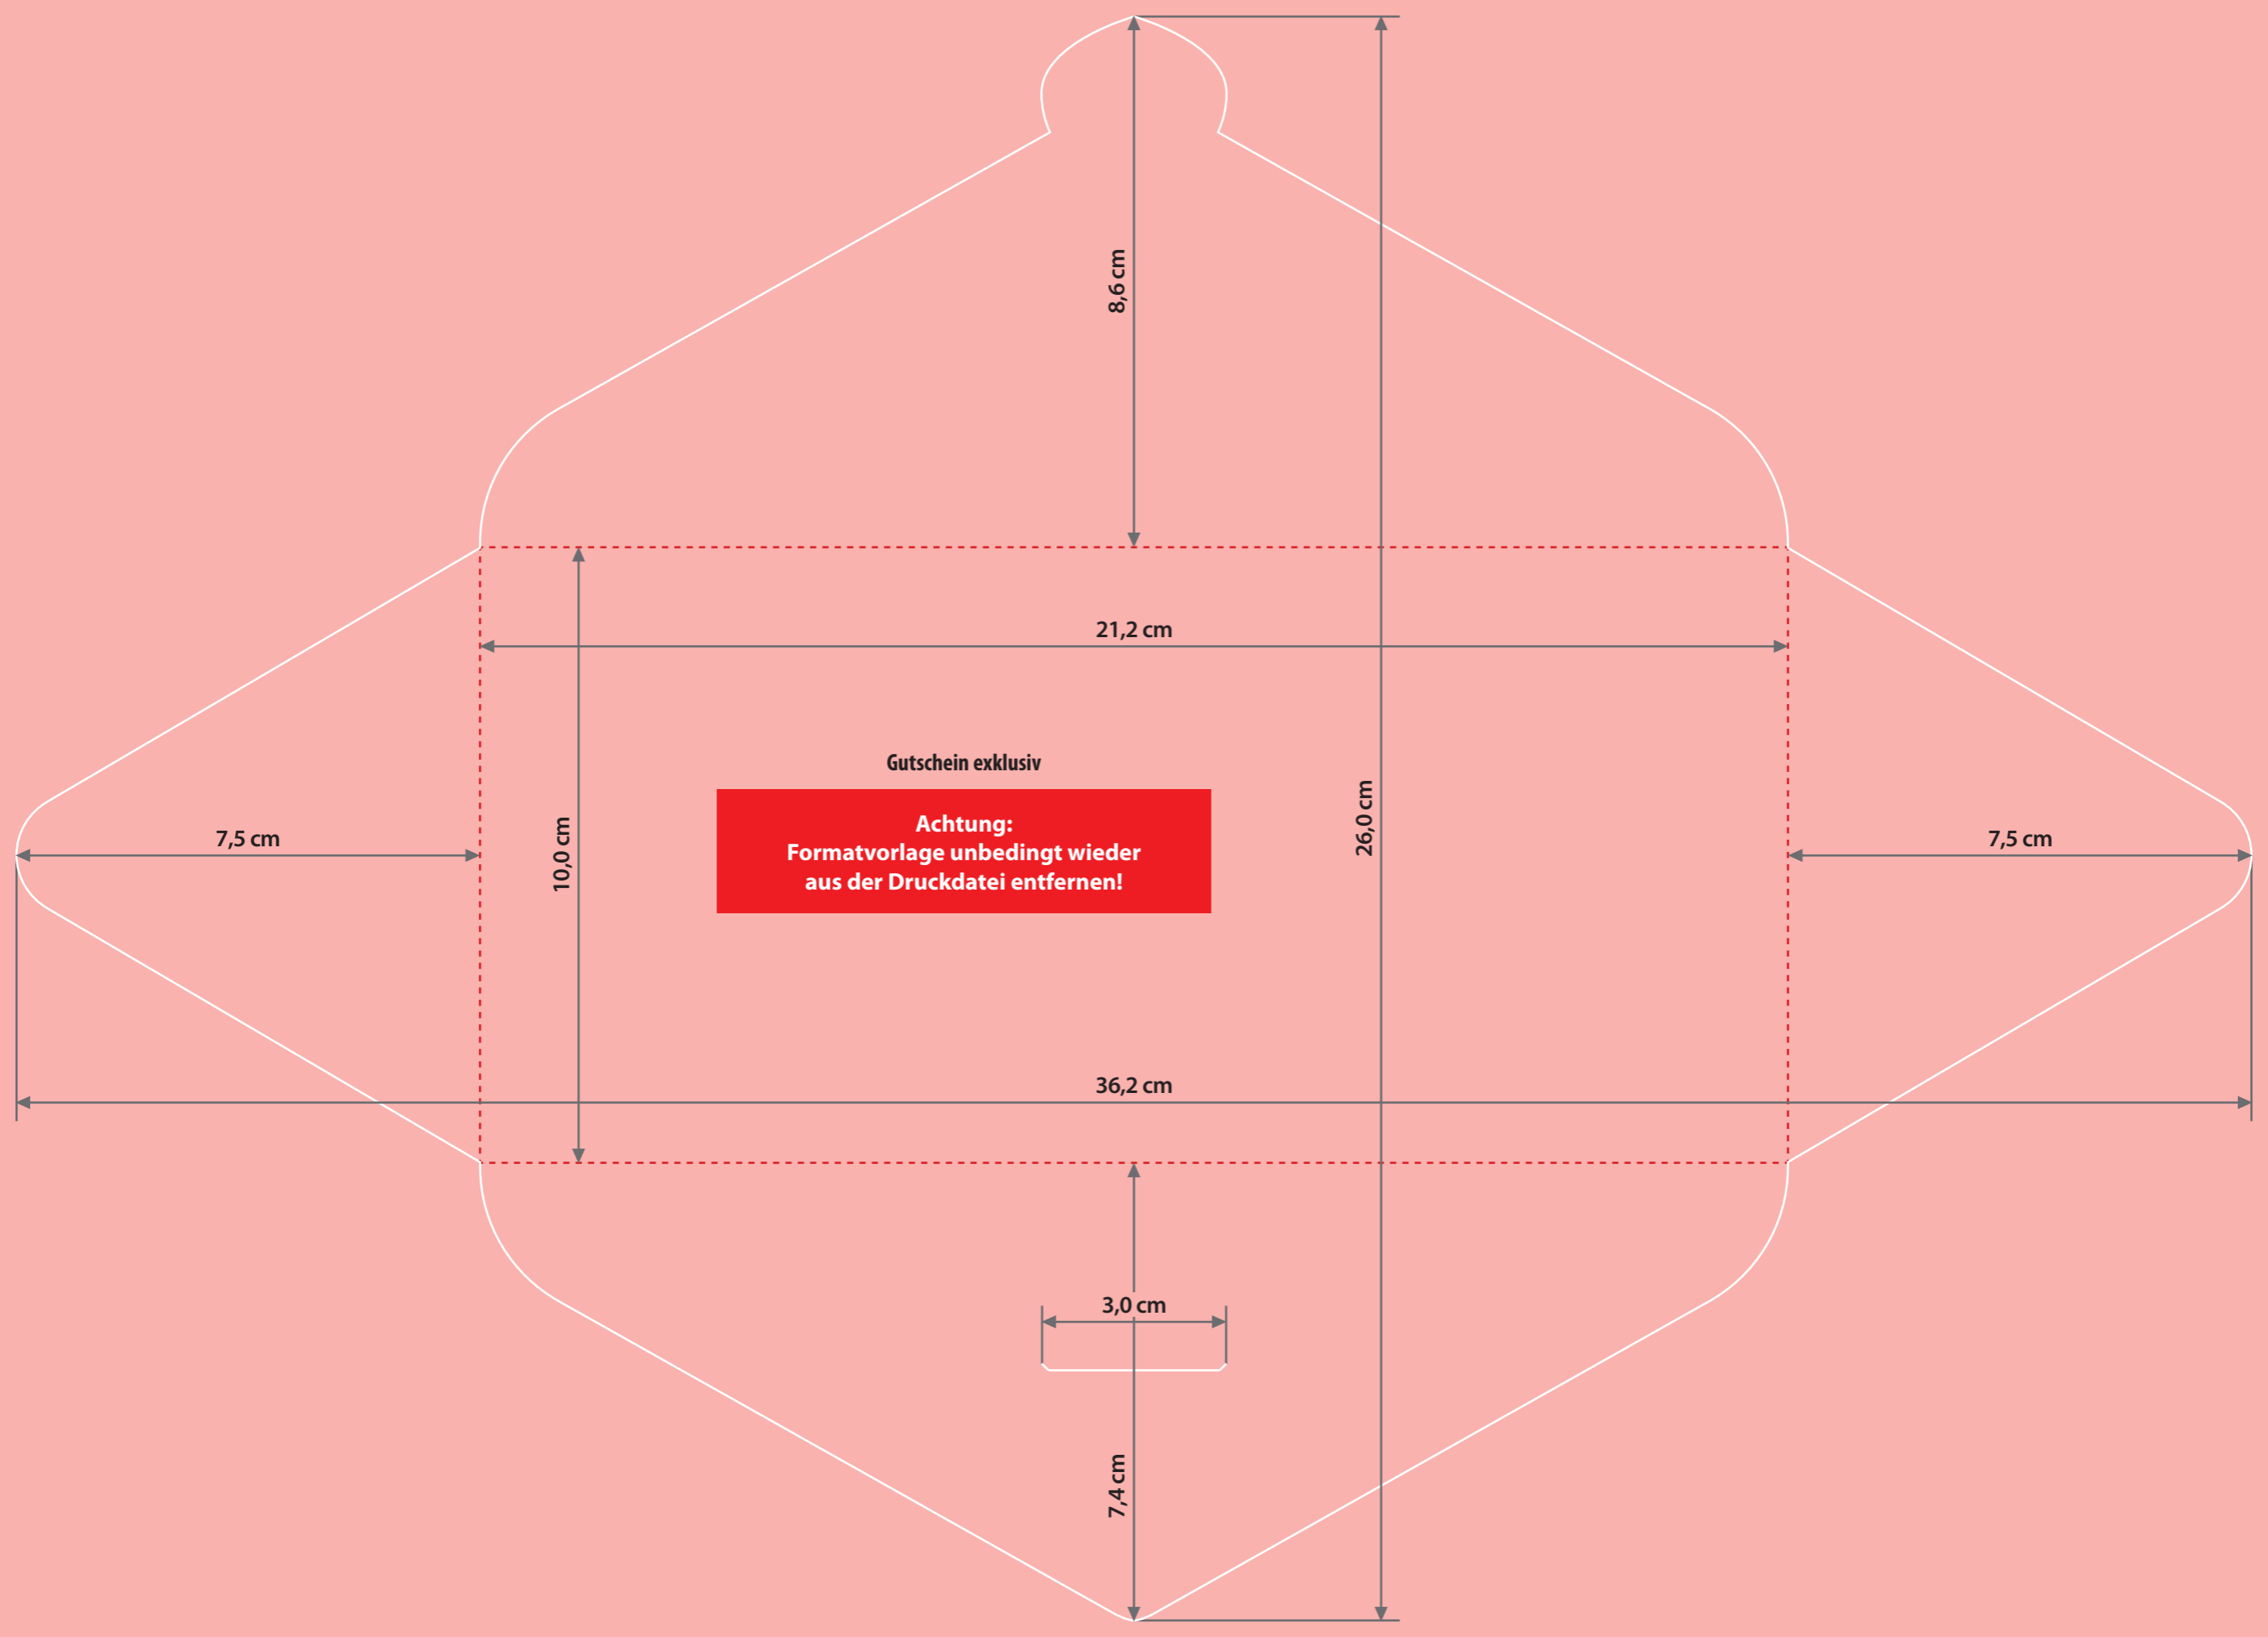 8,6 cm
21,2 cm
Gutschein exklusiv
Achtung:
Formatvorlage unbedingt wieder
aus der Druckdatei entfernen!
7,5 cm
10,0 cm
26,0 cm
7,5 cm
36,2 cm
3,0 cm
7,4 cm